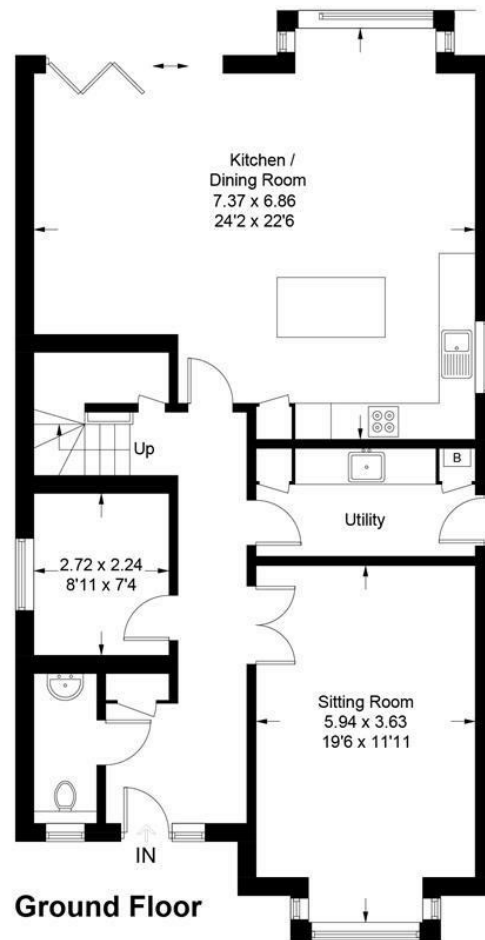 Kitchen /
Dining Room
7.37 x 6.86
24'2 x 22'6
Up
B
Utility
2.72 x 2.24
8'11 x 7'4
Sitting Room
5.94 x 3.63
19'6 x 11'11
IN
Ground Floor